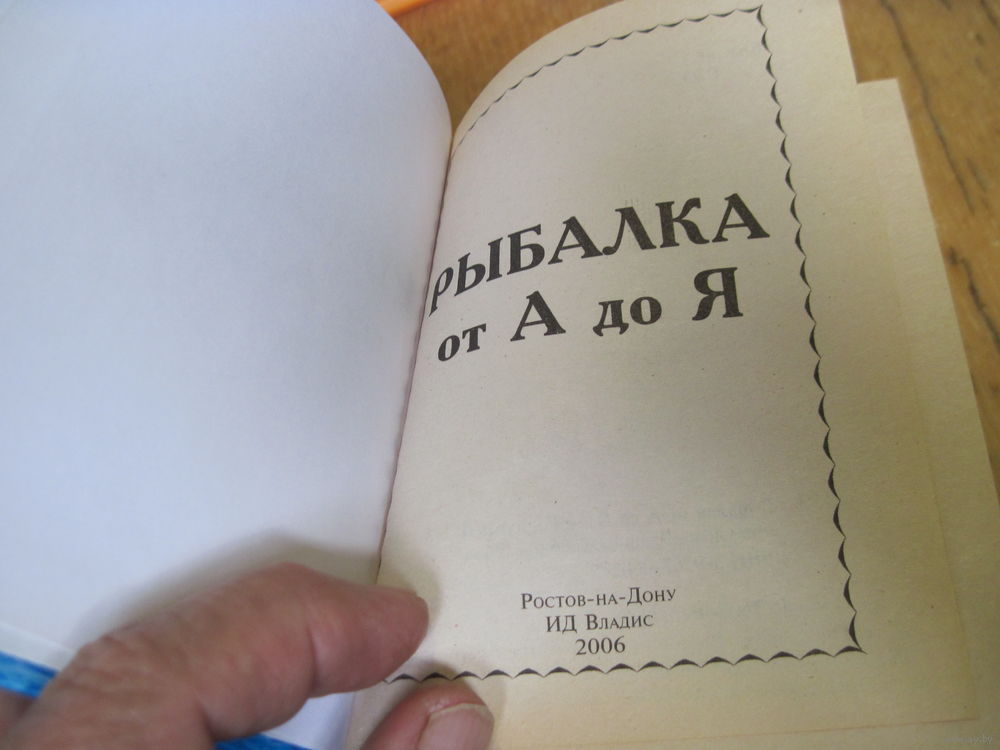 РЫБАЛКА
от А до Я
Ростов-на-Дону
ИД Владис
2006